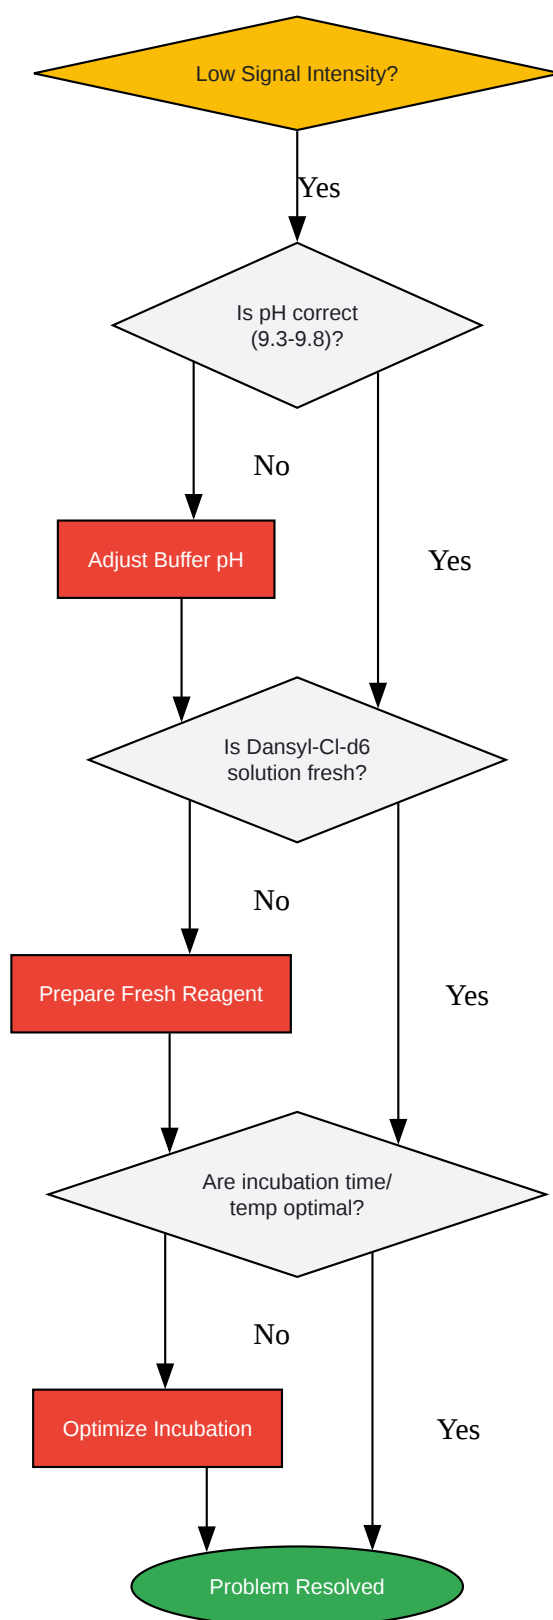 Low Signal Intensity?
Yes
Is pH correct
(9.3-9.8)?
No
Adjust Buffer pH
Yes
Is Dansyl-Cl-d6
solution fresh?
No
Prepare Fresh Reagent
Yes
Are incubation time/
temp optimal?
No
Optimize Incubation
Yes
Problem Resolved